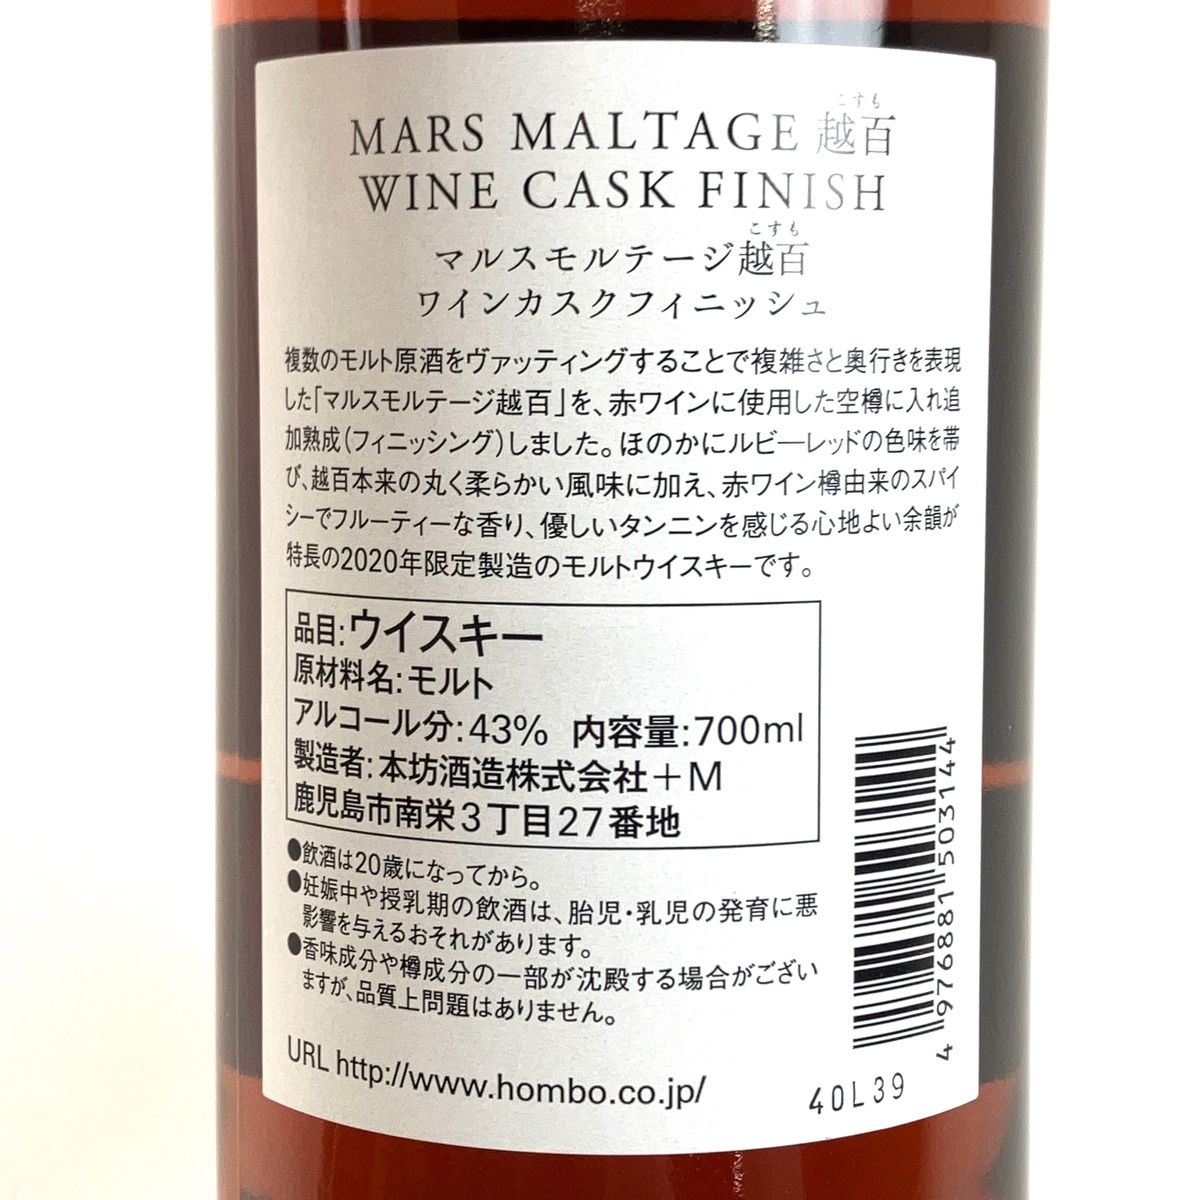 こすも
MARS MALTAGE 越百
WINE CASK FINISH
こすも
マルスモルテージ越百
ワインカスクフィニッシュ
複数のモルト原酒をヴァッティングすることで複雑さと奥行きを表現
した「マルスモルテージ越百」を、赤ワインに使用した空樽に入れ追
加熟成(フィニッシング)しました。ほのかにルビーレッドの色味を帯
び、越百本来の丸く柔らかい風味に加え、赤ワイン樽由来のスパイ
シーでフルーティーな香り、優しいタンニンを感じる心地よい余韻が
特長の2020年限定製造のモルトウイスキーです。
品目:ウイスキー
原材料名:モルト
アルコール分:43% 内容量:700ml
製造者:本坊酒造株式会社+M
鹿児島市南栄3丁目27番地
●飲酒は20歳になってから。
●妊娠中や授乳期の飲酒は、胎児・乳児の発育に悪
影響を与えるおそれがあります。
●香味成分や樽成分の一部が沈殿する場合がござい
ますが、品質上問題はありません。
URL http://www.hombo.co.jp/
4 976881 503144
40L39